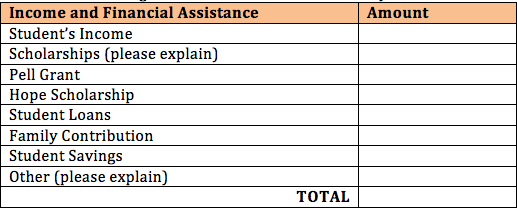 Income and Financial Assistance Amount
Student's Income
Scholarships (please explain)
Pell Grant
Hope Scholarship
Student Loans
Family Contribution
Student Savings
Other (please explain)
TOTAL